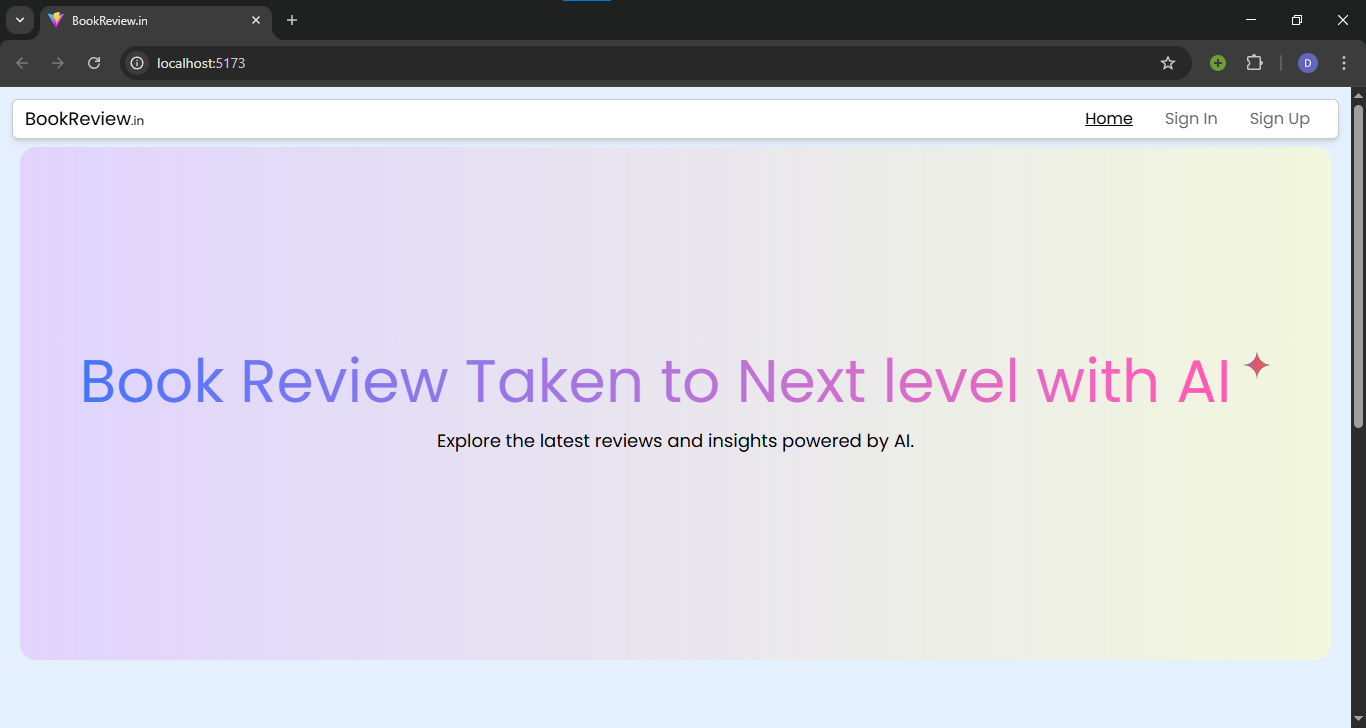 BookReview.in
localhost:5173
D
BookReview.in
Home Sign In Sign Up
Book Review Taken to Next level with AI
Explore the latest reviews and insights powered by AI.